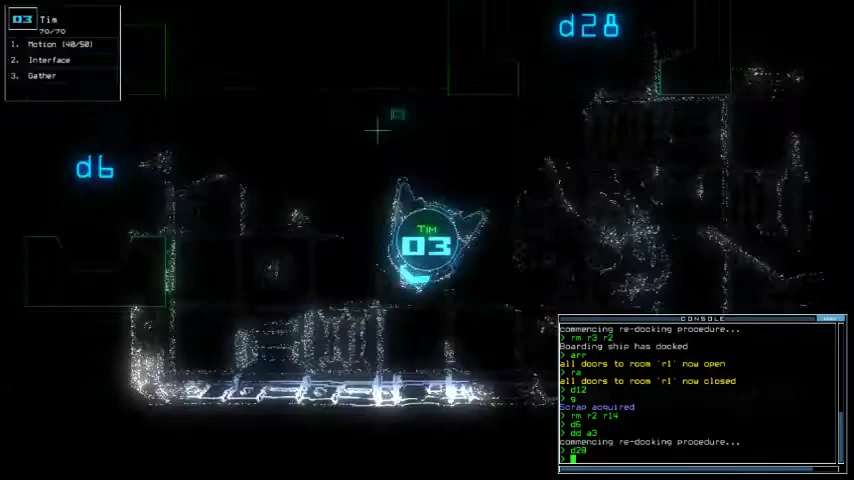 03 Tim
70/70
1. Motion (40/50)
2. Interface
3. Gather
d28
d6
TIM
03
CONSOLE
commencing re-docking procedure...
> rm r3 r2
Boarding ship has docked
> arr
all doors to room 'r1' now open
> ra
all doors to room 'r1' now closed
> d12
> g
Scrap acquired
> rm r2 r14
> d6
> dd a3
commencing re-docking procedure...
> d28
>